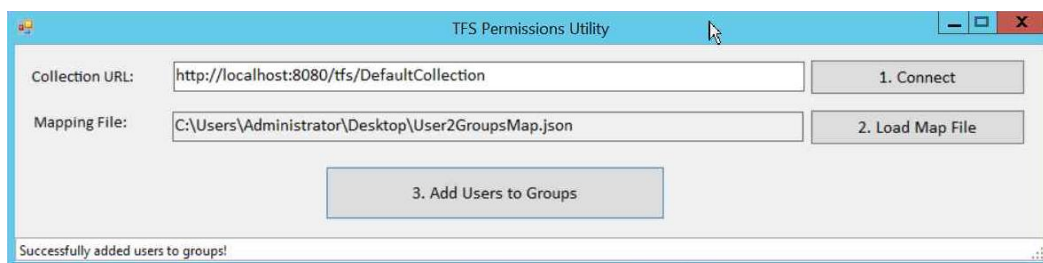 TFS Permissions Utility
Collection URL: http://localhost:8080/tfs/DefaultCollection 1. Connect
Mapping File: C:\Users\Administrator\Desktop\User2GroupsMap.json 2. Load Map File
3. Add Users to Groups
Successfully added users to groups!